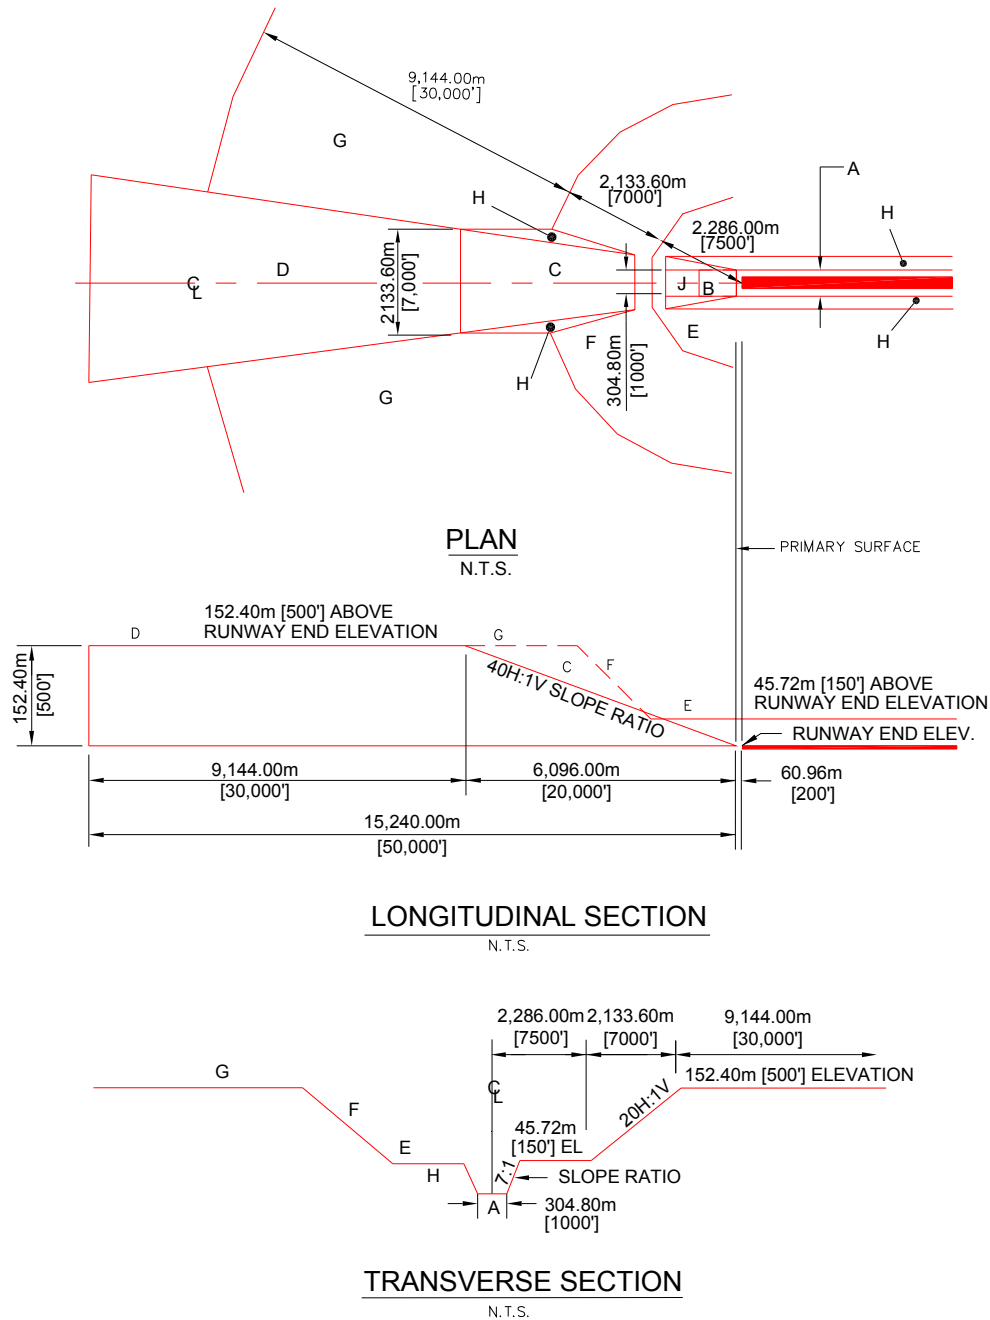 9,144.00m
[30,000']
G
2,133.60m
[7000']
A
H
H
2.286.00m
[7500']
C
L
D
2133.60m
[7,000']
C
J
B
H
F
304.80m
[1000']
E
H
G
H
PLAN
N.T.S.
PRIMARY SURFACE
152.40m [500'] ABOVE
RUNWAY END ELEVATION
D
G
C
F
40H:1V SLOPE RATIO
E
152.40m
[500']
45.72m [150'] ABOVE
RUNWAY END ELEVATION
RUNWAY END ELEV.
9,144.00m
[30,000']
6,096.00m
[20,000']
60.96m
[200']
15,240.00m
[50,000']
LONGITUDINAL SECTION
N.T.S.
2,286.00m
[7500']
2,133.60m
[7000']
9,144.00m
[30,000']
G
C
L
152.40m [500'] ELEVATION
F
20H:1V
45.72m
[150'] EL
E
H
7:1
SLOPE RATIO
A
304.80m
[1000']
TRANSVERSE SECTION
N.T.S.